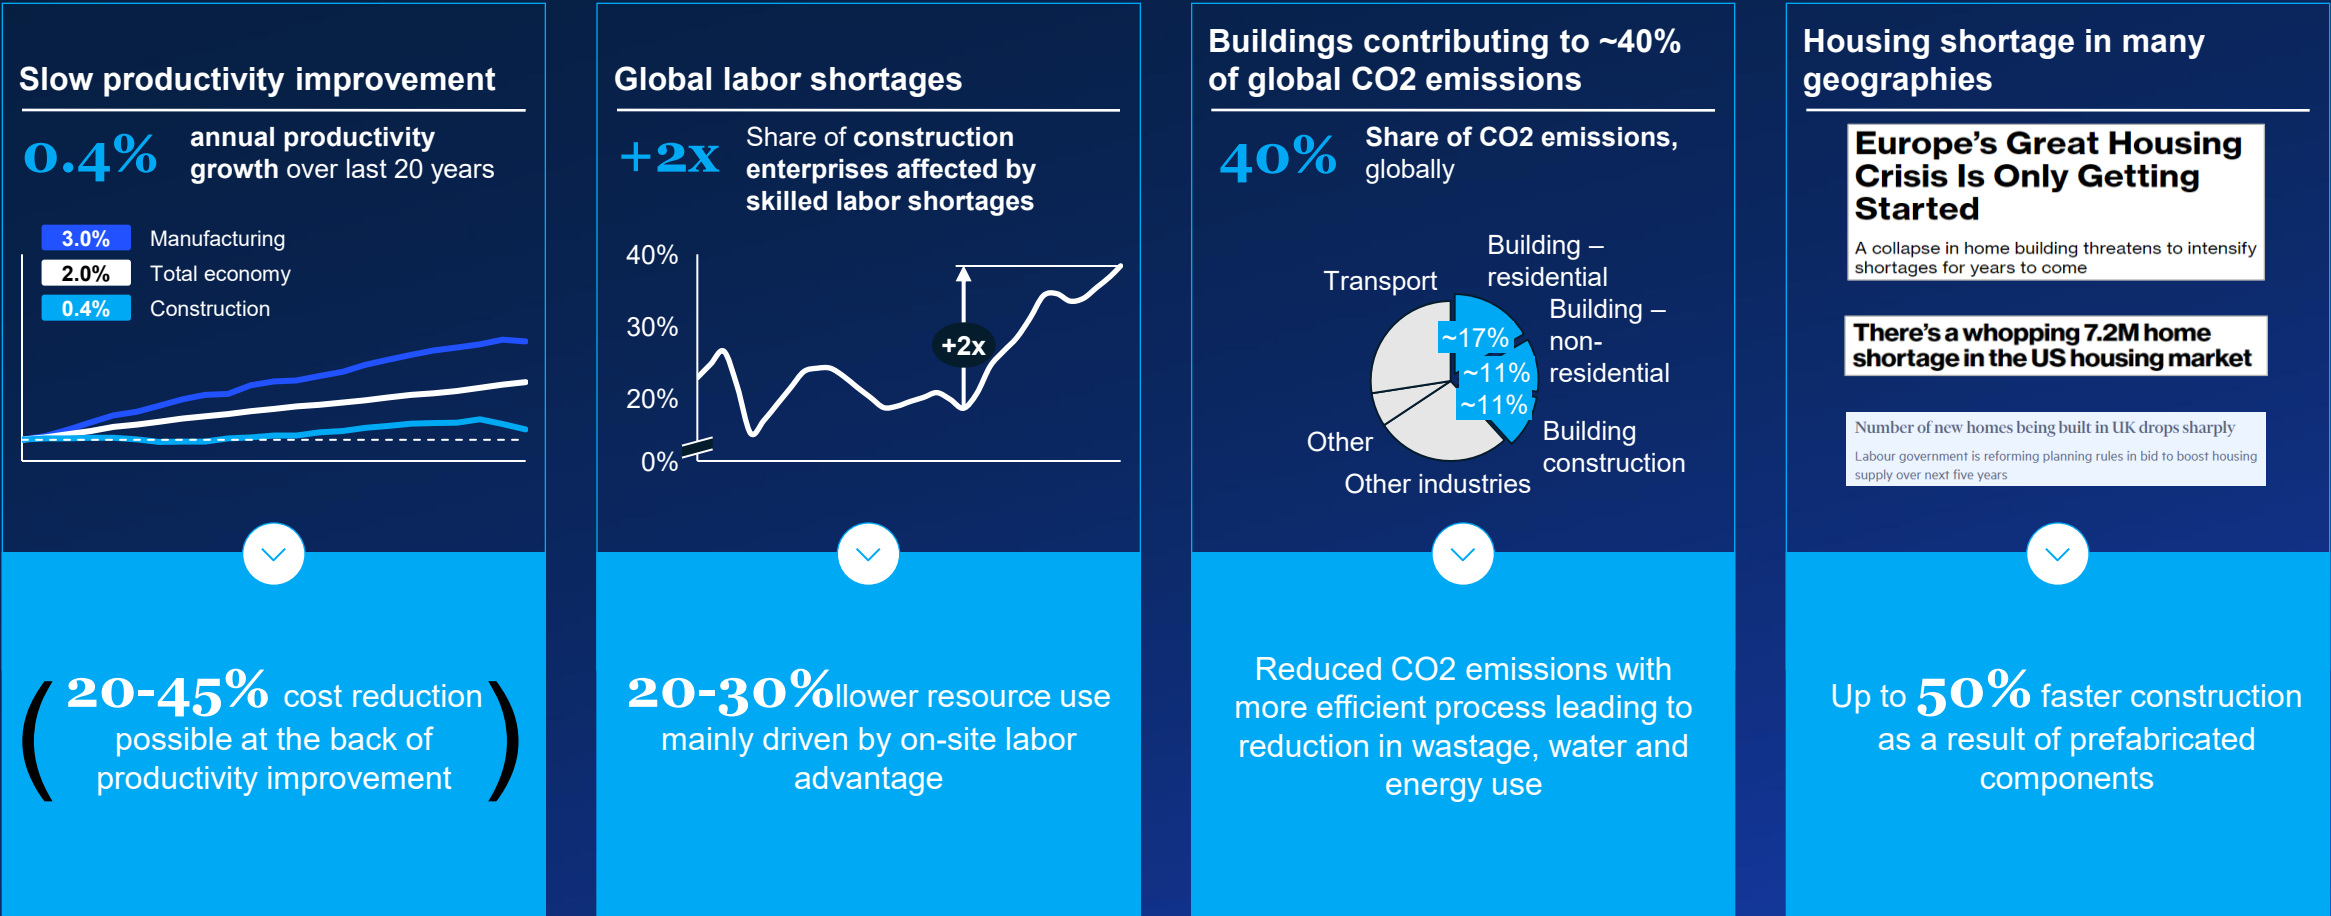 Slow productivity improvement
0.4%
annual productivity
growth over last 20 years
3.0% Manufacturing
2.0% Total economy
0.4% Construction
20-45% cost reduction
possible at the back of
productivity improvement
Global labor shortages
+2x
Share of construction
enterprises affected by
skilled labor shortages
40%
30%
20%
0%
+2x
20-30%llower resource use
mainly driven by on-site labor
advantage
Buildings contributing to ~40%
of global CO2 emissions
40%
Share of CO2 emissions,
globally
Transport
Building –
residential
Building –
non-
residential
~17%
~11%
~11%
Other
Building
construction
Other industries
Reduced CO2 emissions with
more efficient process leading to
reduction in wastage, water and
energy use
Housing shortage in many
geographies
Europe’s Great Housing
Crisis Is Only Getting
Started
A collapse in home building threatens to intensify
shortages for years to come
There’s a whopping 7.2M home
shortage in the US housing market
Number of new homes being built in UK drops sharply
Labour government is reforming planning rules in bid to boost housing
supply over next five years
Up to 50% faster construction
as a result of prefabricated
components